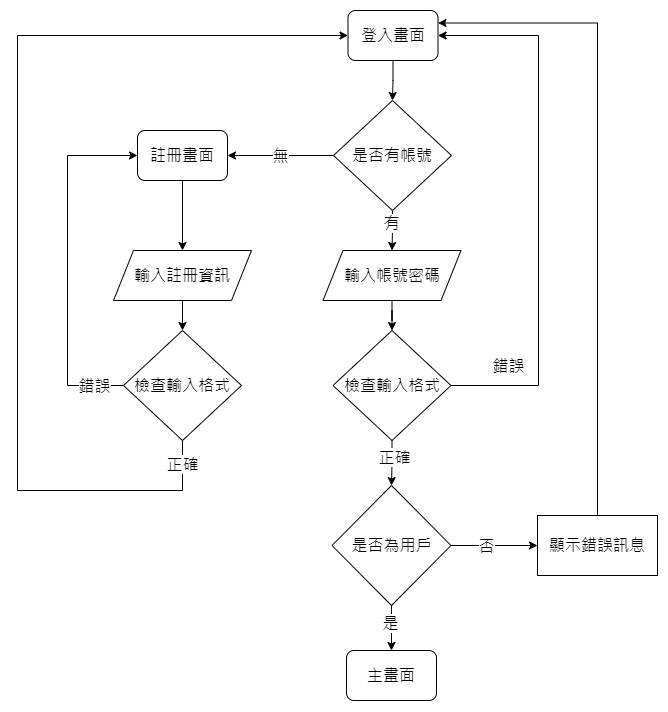 登入畫面
註冊畫面
無
是否有帳號
有
輸入註冊資訊
輸入帳號密碼
錯誤
檢查輸入格式
檢查輸入格式
錯誤
正確
正確
是否為用戶
否
顯示錯誤訊息
是
主畫面